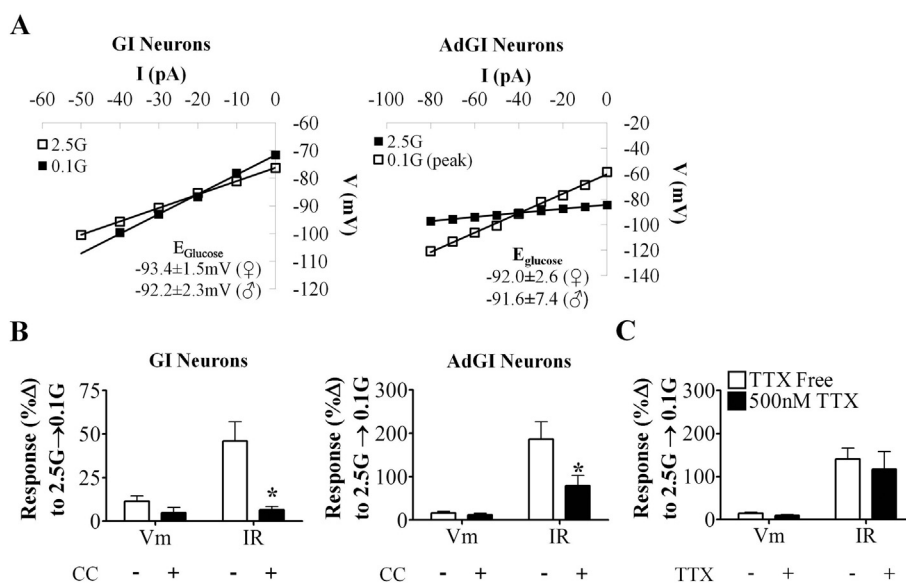 A
GI Neurons
I (pA)
-60 -50 -40 -30 -20 -10 0
-60
-70
-80
-90
-100
-110
-120
V (mV)
2.5G
0.1G
E_Glucose
-93.4±1.5mV (♀)
-92.2±2.3mV (♂)
AdGI Neurons
I (pA)
-100 -80 -60 -40 -20 0
-20
-40
-60
-80
-100
-120
-140
V (mV)
2.5G
0.1G (peak)
E_glucose
-92.0±2.6 (♀)
-91.6±7.4 (♂)
B
GI Neurons
Response (%Δ)
to 2.5G→0.1G
75
50
25
0
*
Vm IR
CC - + - +
AdGI Neurons
Response (%Δ)
to 2.5G → 0.1G
300
200
100
0
*
Vm IR
CC - + - +
C
Response (%Δ)
to 2.5G → 0.1G
300
200
100
0
TTX Free
500nM TTX
Vm IR
TTX - + - +